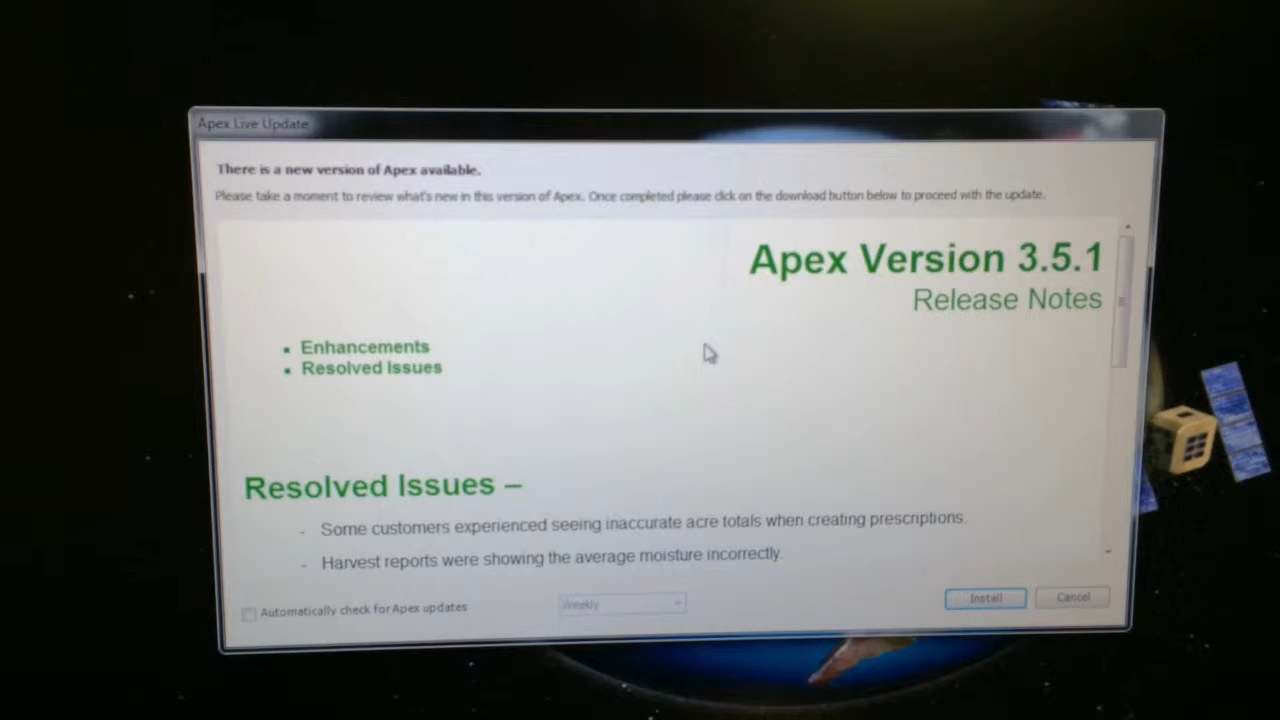 Apex Live Update
There is a new version of Apex available.
Please take a moment to review what's new in this version of Apex. Once completed please click on the download button below to proceed with the update.
Apex Version 3.5.1
Release Notes
▪ Enhancements
▪ Resolved Issues
Resolved Issues –
- Some customers experienced seeing inaccurate acre totals when creating prescriptions.
- Harvest reports were showing the average moisture incorrectly.
Automatically check for Apex updates
Weekly
Install
Cancel